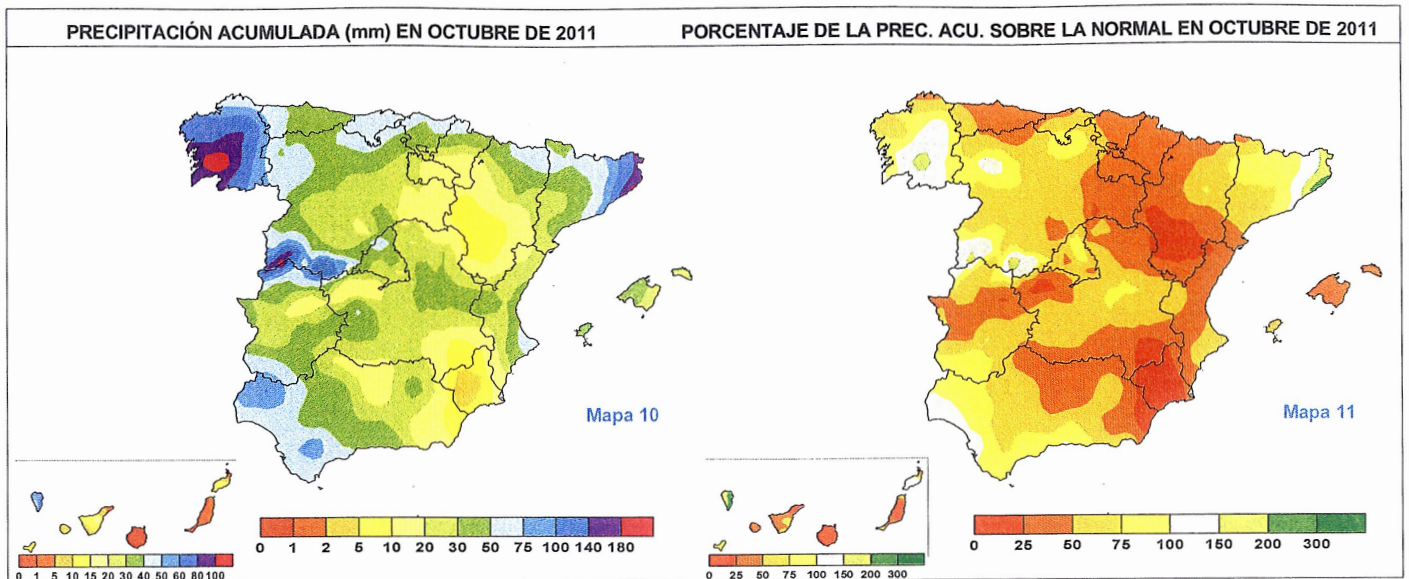 PRECIPITACIÓN ACUMULADA (mm) EN OCTUBRE DE 2011
PORCENTAJE DE LA PREC. ACU. SOBRE LA NORMAL EN OCTUBRE DE 2011
Mapa 10
Mapa 11
0 1 2 5 10 20 30 50 75 100 140 180
0 25 50 75 100 150 200 300
0 1 5 10 15 20 30 40 50 60 80 100
0 25 50 75 100 150 200 300